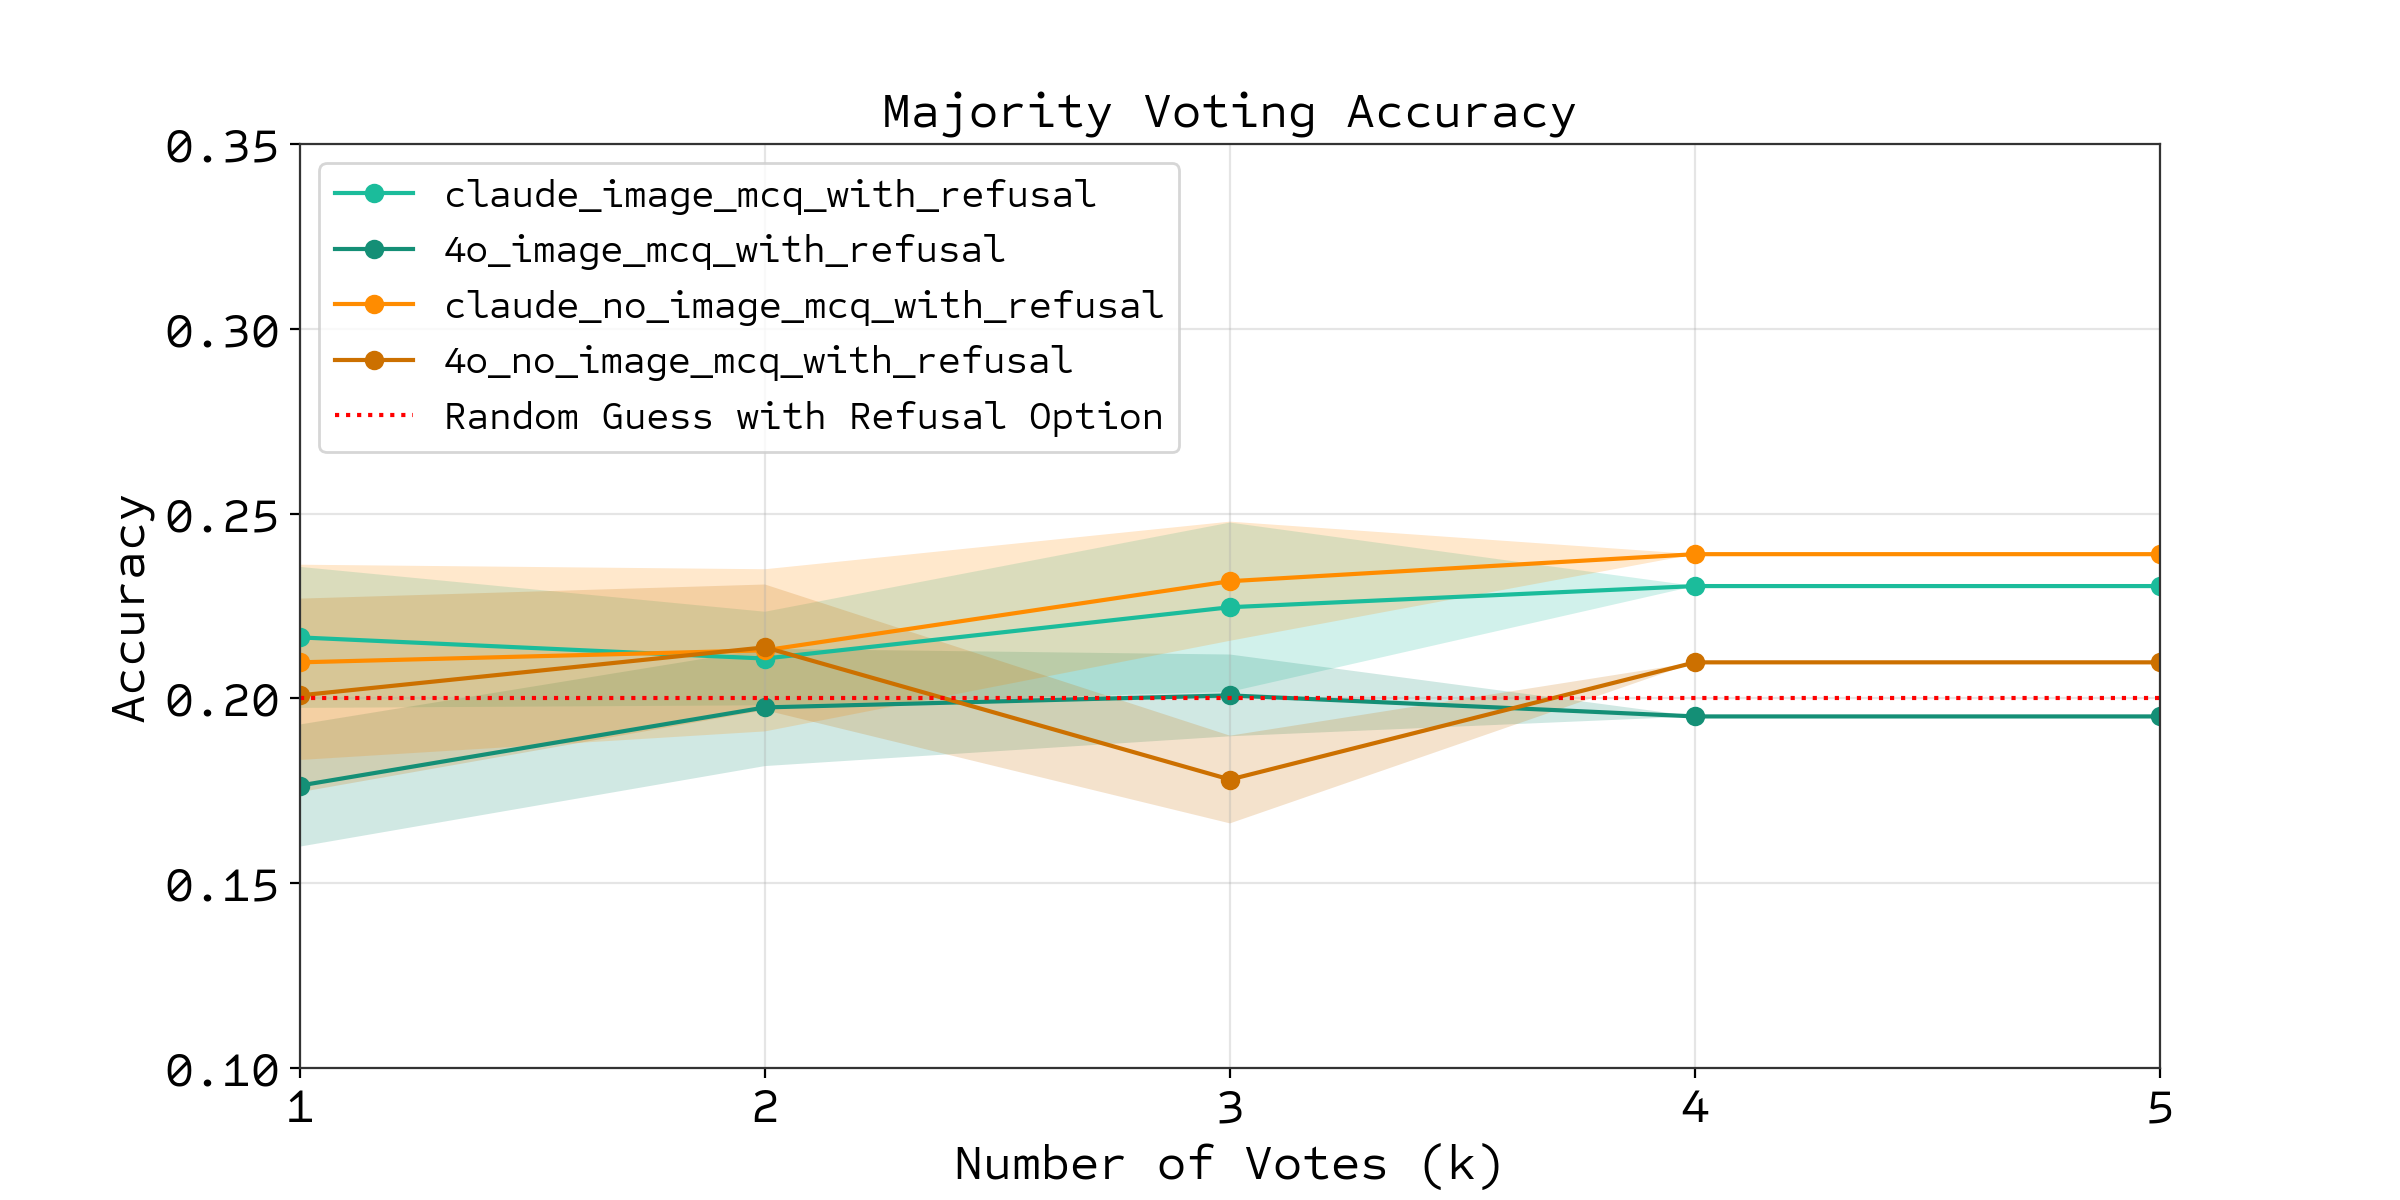 Majority Voting Accuracy
claude_image_mcq_with_refusal
4o_image_mcq_with_refusal
claude_no_image_mcq_with_refusal
4o_no_image_mcq_with_refusal
Random Guess with Refusal Option
Accuracy
0.35
0.30
0.25
0.20
0.15
0.10
1 2 3 4 5
Number of Votes (k)